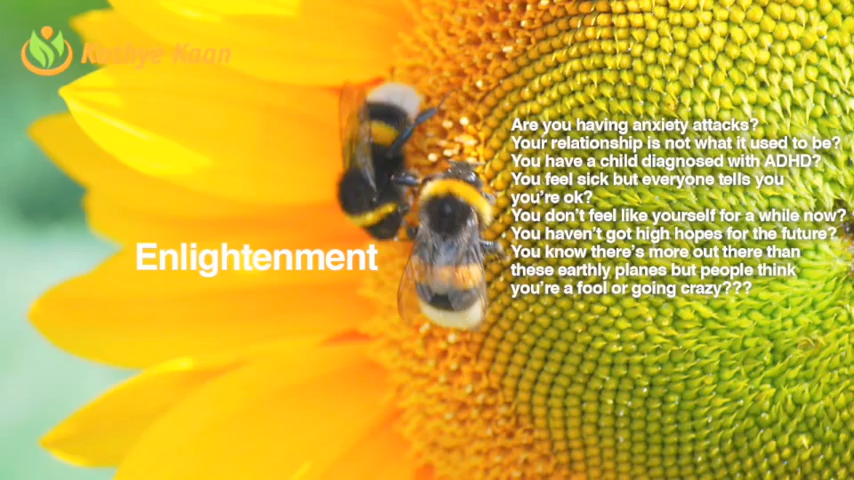 Kathye Kaan
Enlightenment
Are you having anxiety attacks?
Your relationship is not what it used to be?
You have a child diagnosed with ADHD?
You feel sick but everyone tells you
you're ok?
You don't feel like yourself for a while now?
You haven't got high hopes for the future?
You know there's more out there than
these earthly planes but people think
you're a fool or going crazy???